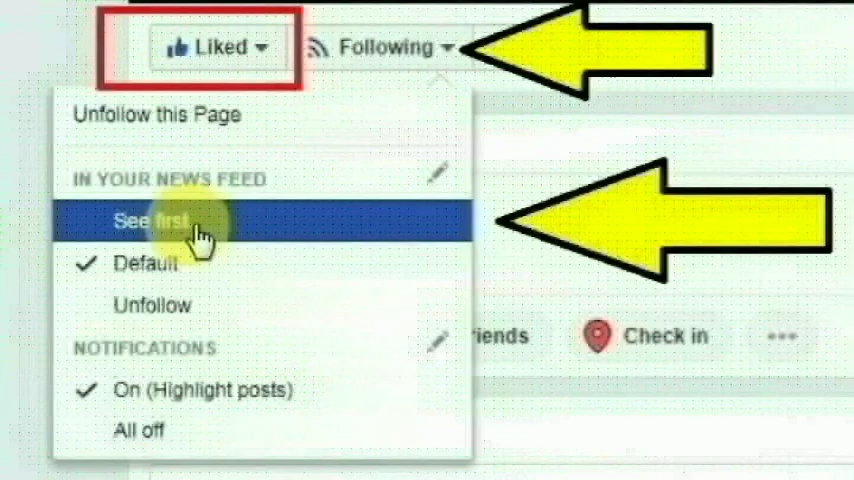 Liked Following
Unfollow this Page
IN YOUR NEWS FEED
See first
Default
Unfollow
riends Check in
NOTIFICATIONS
On (Highlight posts)
All off